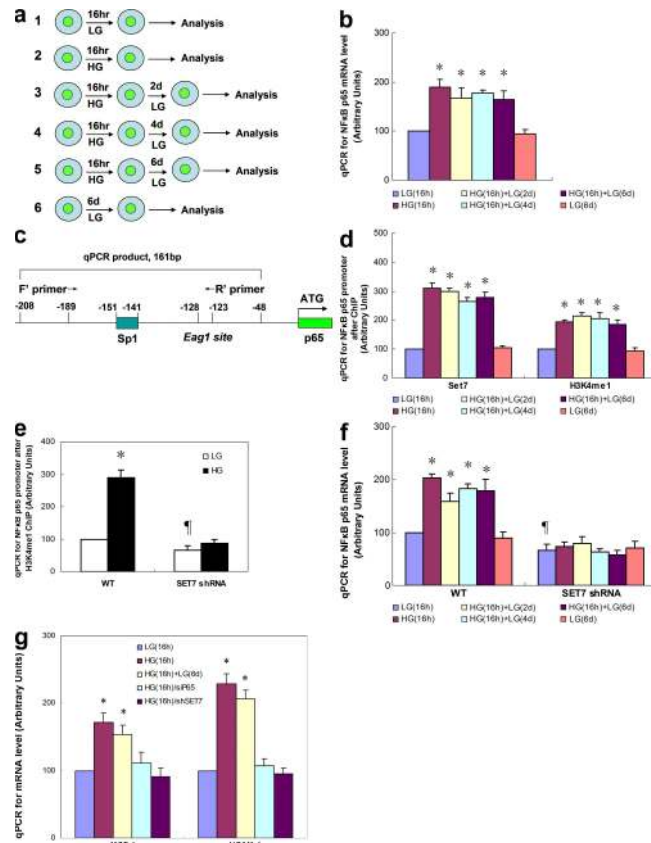 a
1 16hr LG Analysis
2 16hr HG Analysis
3 16hr HG 2d LG Analysis
4 16hr HG 4d LG Analysis
5 16hr HG 6d LG Analysis
6 6d LG Analysis
b
qPCR for NFκB p65 mRNA level
(Arbitrary Units)
300
200
100
0
* * * *
LG(16h) HG(16h)+LG(2d) HG(16h)+LG(6d)
HG(16h) HG(16h)+LG(4d) LG(6d)
c
qPCR product, 161bp
F' primer R' primer
-208 -189 -151 -141 -128 -123 -48 ATG
Sp1 Eag1 site p65
d
qPCR for NFκB p65 promoter
after ChIP
(Arbitrary Units)
400
300
200
100
0
* * * * * * * *
Set7 H3K4me1
LG(16h) HG(16h)+LG(2d) HG(16h)+LG(6d)
HG(16h) HG(16h)+LG(4d) LG(6d)
e
qPCR for NFκB p65 promoter after
H3K4me1 ChIP (Arbitrary Units)
400
300
200
100
0
LG
HG
*
¶
WT SET7 shRNA
f
qPCR for NFκB p65 mRNA level
(Arbitrary Units)
300
200
100
0
* * * *
¶
WT SET7 shRNA
LG(16h) HG(16h)+LG(2d) HG(16h)+LG(6d)
HG(16h) HG(16h)+LG(4d) LG(6d)
g
qPCR for mRNA level (Arbitrary Units)
300
200
100
0
LG(16h)
HG(16h)
HG(16h)+LG(6d)
HG(16h)/siP65
HG(16h)/shSET7
* * * *